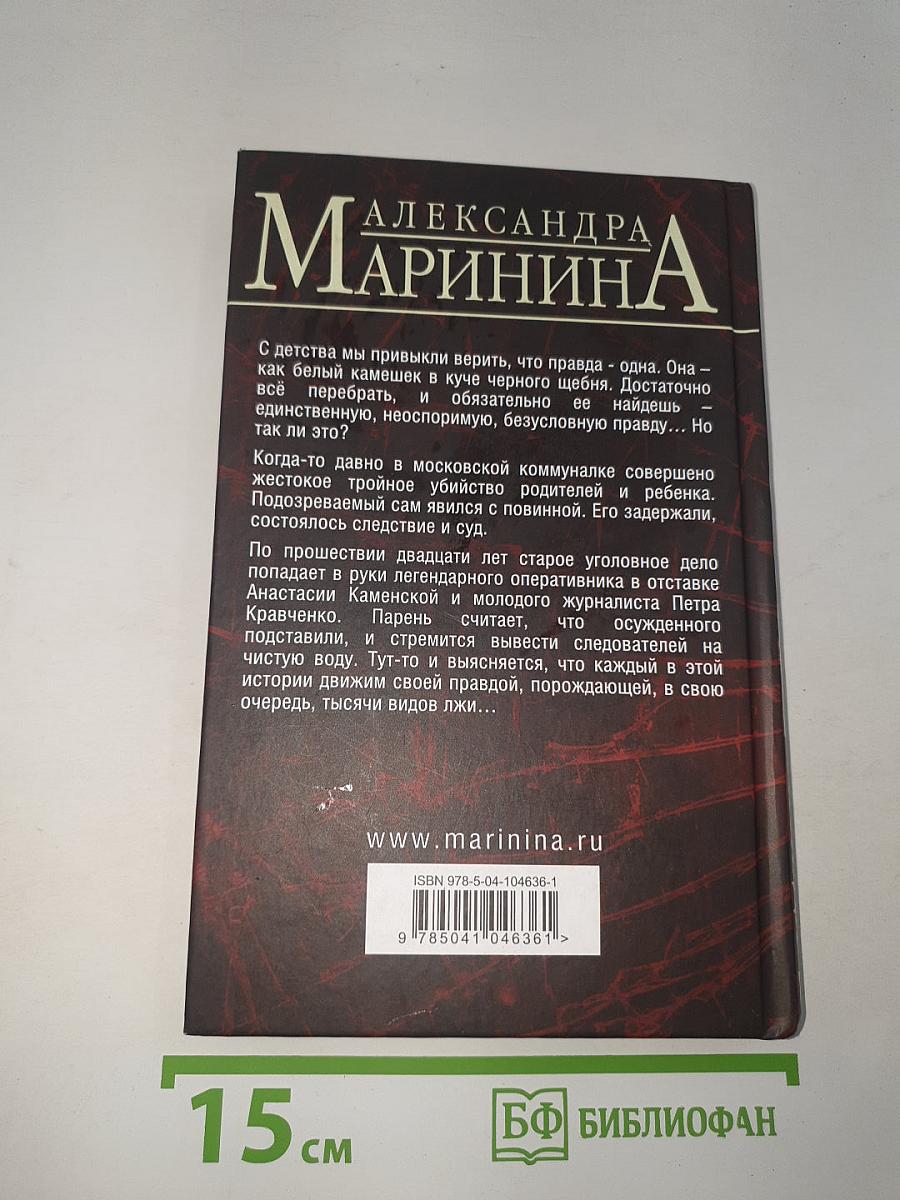 АЛЕКСАНДРА
МАРИНИНА
С детства мы привыкли верить, что правда - одна. Она –
как белый камешек в куче черного щебня. Достаточно
всё перебрать, и обязательно ее найдешь –
единственную, неоспоримую, безусловную правду... Но
так ли это?
Когда-то давно в московской коммуналке совершено
жестокое тройное убийство родителей и ребенка.
Подозреваемый сам явился с повинной. Его задержали,
состоялось следствие и суд.
По прошествии двадцати лет старое уголовное дело
попадает в руки легендарного оперативника в отставке
Анастасии Каменской и молодого журналиста Петра
Кравченко. Парень считает, что осужденного
подставили, и стремится вывести следователей на
чистую воду. Тут-то и выясняется, что каждый в этой
истории движим своей правдой, порождающей, в свою
очередь, тысячи видов лжи...
www.marinina.ru
ISBN 978-5-04-104636-1
9 785041 046361 >
15 см
БФ БИБЛИОФАН